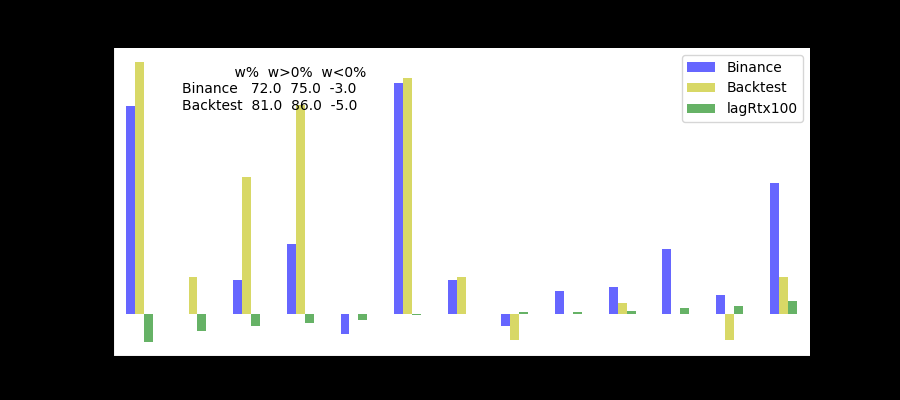 w% w>0% w<0%
Binance 72.0 75.0 -3.0
Backtest 81.0 86.0 -5.0
Binance
Backtest
lagRtx100